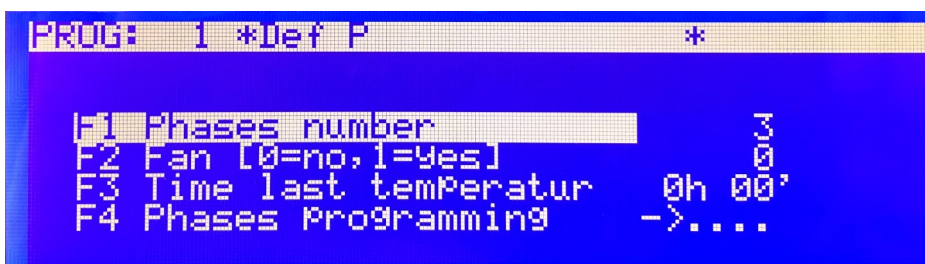 PROG: 1 *Def P *
F1 Phases number 3
F2 Fan [0=no,1=yes] 0
F3 Time last temperatur 0h 00'
F4 Phases programming ->....